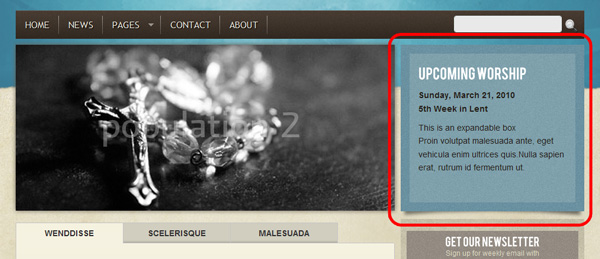 HOME NEWS PAGES CONTACT ABOUT
population 2
UPCOMING WORSHIP
Sunday, March 21, 2010
5th Week in Lent
This is an expandable box
Proin volutpat malesuada ante, eget
vehicula enim ultrices quis.Nulla sapien
erat, rutrum id fermentum ut.
WENDDISSE SCELERISQUE MALESUADA
GET OUR NEWSLETTER
Sign up for weekly email with